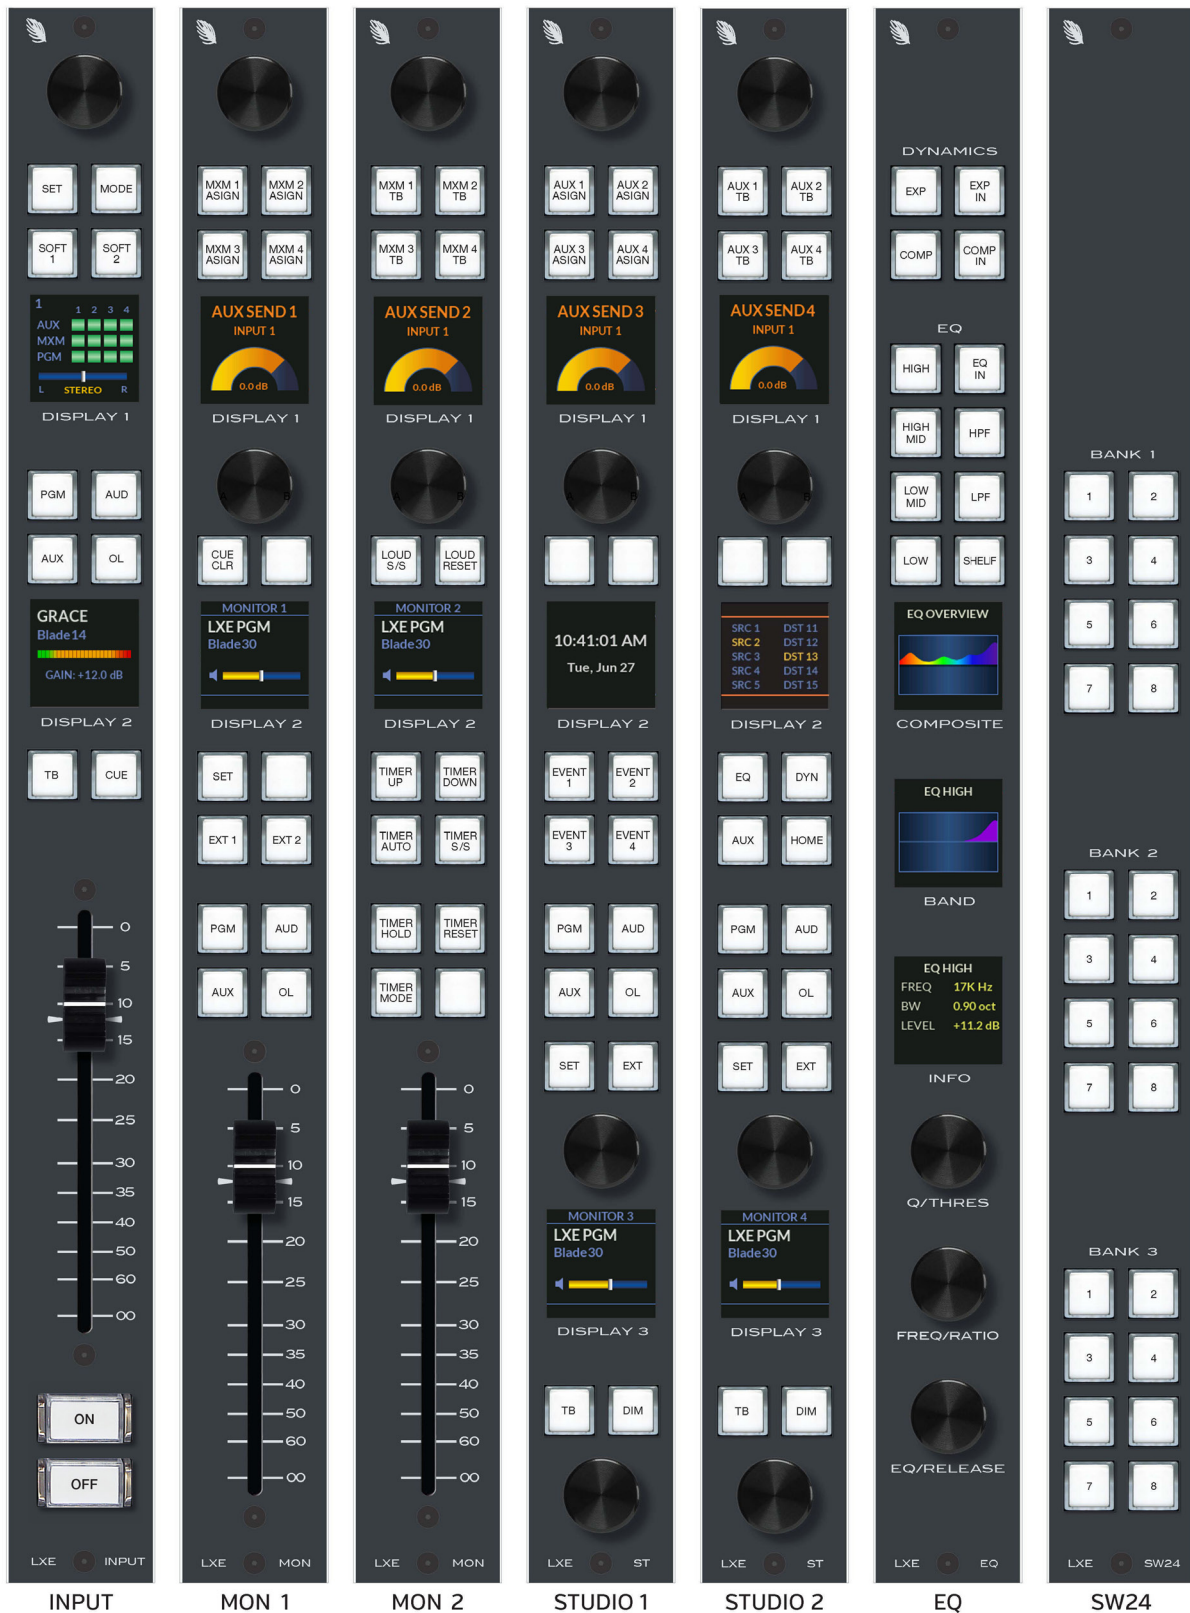 SET
MODE
SOFT
1
SOFT
2
1
1 2 3 4
AUX
MXM
PGM
L STEREO R
DISPLAY 1
PGM
AUD
AUX
OL
GRACE
Blade14
GAIN: +12.0 dB
DISPLAY 2
TB
CUE
0
5
10
15
20
25
30
35
40
50
60
∞
ON
OFF
LXE INPUT
INPUT
MXM 1
ASIGN
MXM 2
ASIGN
MXM 3
ASIGN
MXM 4
ASIGN
AUX SEND 1
INPUT 1
0.0 dB
DISPLAY 1
A B
CUE
CLR
MONITOR 1
LXE PGM
Blade30
DISPLAY 2
SET
EXT 1
EXT 2
PGM
AUD
AUX
OL
0
5
10
15
20
25
30
35
40
50
60
∞
LXE MON
MON 1
MXM 1
TB
MXM 2
TB
MXM 3
TB
MXM 4
TB
AUX SEND 2
INPUT 1
0.0 dB
DISPLAY 1
A B
LOUD
S/S
LOUD
RESET
MONITOR 2
LXE PGM
Blade30
DISPLAY 2
TIMER
UP
TIMER
DOWN
TIMER
AUTO
TIMER
S/S
TIMER
HOLD
TIMER
RESET
TIMER
MODE
0
5
10
15
20
25
30
35
40
50
60
∞
LXE MON
MON 2
AUX 1
ASIGN
AUX 2
ASIGN
AUX 3
ASIGN
AUX 4
ASIGN
AUX SEND 3
INPUT 1
0.0 dB
DISPLAY 1
A B
10:41:01 AM
Tue, Jun 27
DISPLAY 2
EVENT
1
EVENT
2
EVENT
3
EVENT
4
PGM
AUD
AUX
OL
SET
EXT
MONITOR 3
LXE PGM
Blade30
DISPLAY 3
TB
DIM
LXE ST
STUDIO 1
AUX 1
TB
AUX 2
TB
AUX 3
TB
AUX 4
TB
AUX SEND4
INPUT 1
0.0 dB
DISPLAY 1
A B
SRC 1 DST 11
SRC 2 DST 12
SRC 3 DST 13
SRC 4 DST 14
SRC 5 DST 15
DISPLAY 2
EQ
DYN
AUX
HOME
PGM
AUD
AUX
OL
SET
EXT
MONITOR 4
LXE PGM
Blade30
DISPLAY 3
TB
DIM
LXE ST
STUDIO 2
DYNAMICS
EXP
EXP
IN
COMP
COMP
IN
EQ
HIGH
EQ
IN
HIGH
MID
HPF
LOW
MID
LPF
LOW
SHELF
EQ OVERVIEW
COMPOSITE
EQ HIGH
BAND
EQ HIGH
FREQ 17K Hz
BW 0.90 oct
LEVEL +11.2 dB
INFO
Q/THRES
FREQ/RATIO
EQ/RELEASE
LXE EQ
EQ
BANK 1
1 2
3 4
5 6
7 8
BANK 2
1 2
3 4
5 6
7 8
BANK 3
1 2
3 4
5 6
7 8
LXE SW24
SW24